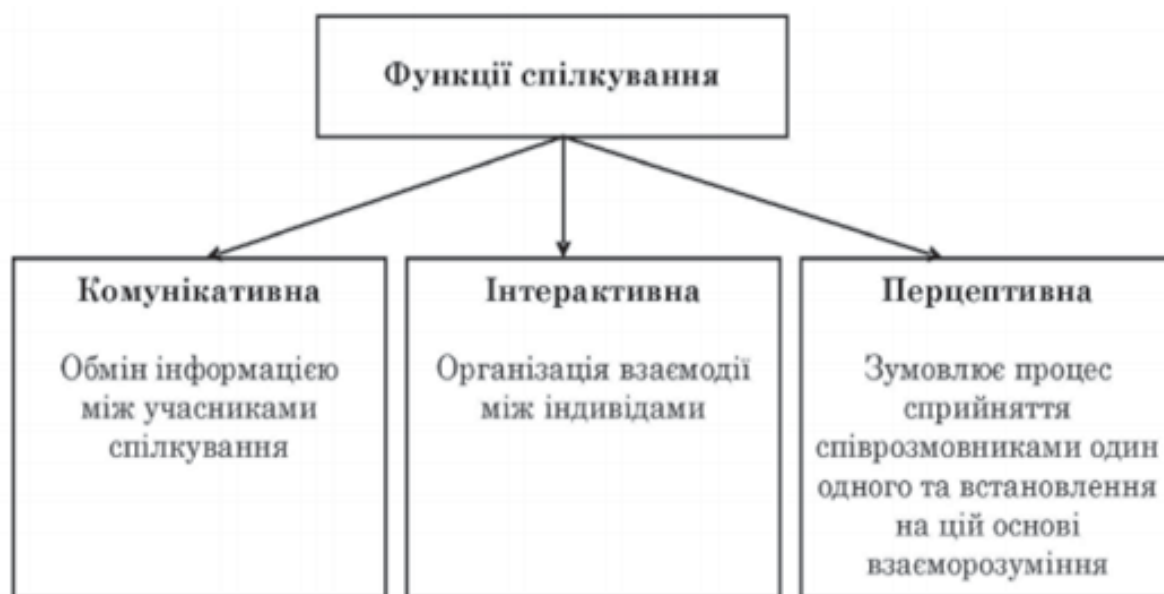 Функції спілкування
Комунікативна
Обмін інформацією
між учасниками
спілкування
Інтерактивна
Організація взаємодії
між індивідами
Перцептивна
Зумовлює процес
сприйняття
співрозмовниками один
одного та встановлення
на цій основі
взаєморозуміння